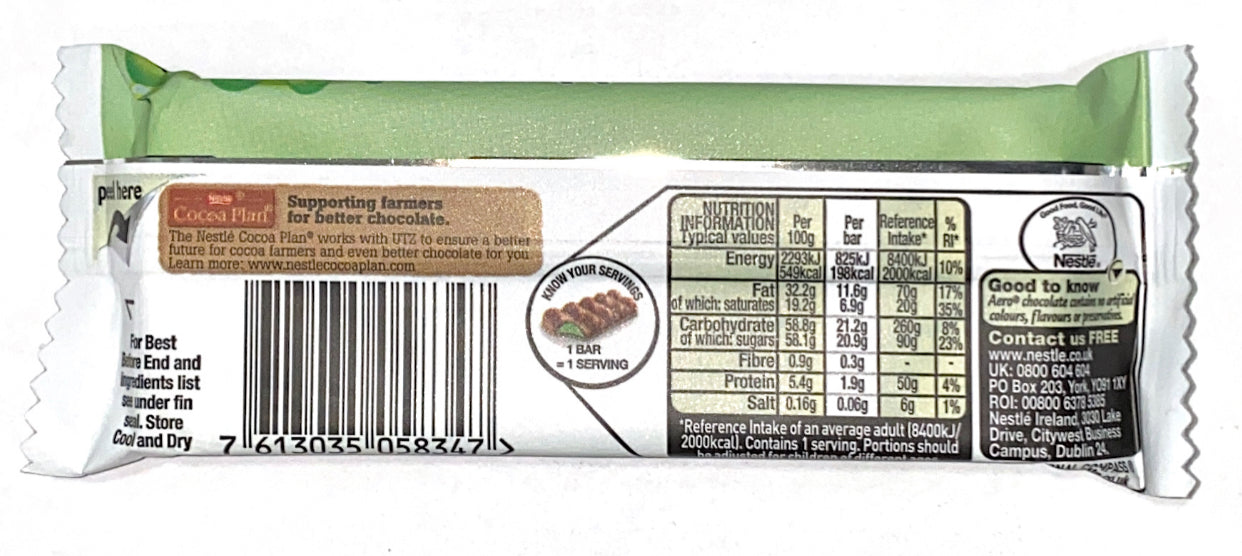 peel here
Nestlé
Cocoa Plan®
Supporting farmers
for better chocolate.
The Nestlé Cocoa Plan® works with UTZ to ensure a better
future for cocoa farmers and even better chocolate for you
Learn more: www.nestlecocoaplan.com
For Best
Before End and
Ingredients list
see under fin
seal. Store
Cool and Dry
7 613035 058347 >
KNOW YOUR SERVINGS
1 BAR
= 1 SERVING
NUTRITION INFORMATION Typical values Per 100g Per bar Reference Intake* % RI*
Energy 2293kJ 825kJ 8400kJ 10%
549kcal 198kcal 2000kcal
Fat 32.2g 11.6g 70g 17%
of which: saturates 19.2g 6.9g 20g 35%
Carbohydrate 58.8g 21.2g 260g 8%
of which: sugars 58.1g 20.9g 90g 23%
Fibre 0.9g 0.3g - -
Protein 5.4g 1.9g 50g 4%
Salt 0.16g 0.06g 6g 1%
*Reference Intake of an average adult (8400kJ/
2000kcal). Contains 1 serving. Portions should
be adjusted for children of different ages
Good Food, Good Life®
Nestlé®
Good to know
Aero® chocolate contains no artificial
colours, flavours or preservatives.
Contact us FREE
www.nestle.co.uk
UK: 0800 604 604
PO Box 203, York, YO91 1XY
ROI: 00800 6378 5385
Nestlé Ireland, 3030 Lake
Drive, Citywest Business
Campus, Dublin 24.